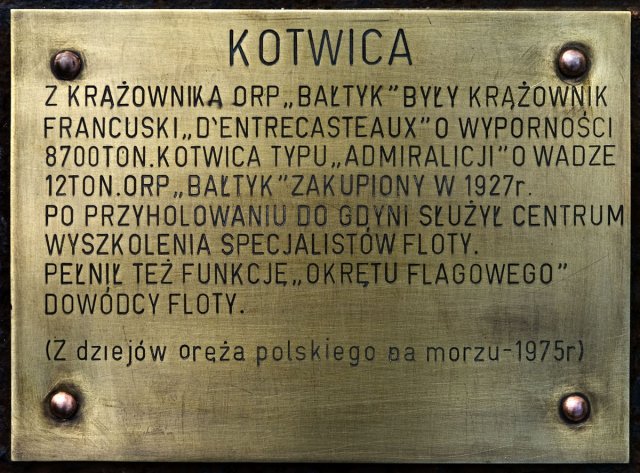 KOTWICA
Z KRĄŻOWNIKA ORP „BAŁTYK" BYŁY KRĄŻOWNIK
FRANCUSKI „D'ENTRECASTEAUX" O WYPORNOŚCI
8700TON. KOTWICA TYPU „ADMIRALICJI" O WADZE
12TON. ORP „BAŁTYK" ZAKUPIONY W 1927r.
PO PRZYHOLOWANIU DO GDYNI SŁUŻYŁ CENTRUM
WYSZKOLENIA SPECJALISTÓW FLOTY.
PEŁNIŁ TEŻ FUNKCJĘ „OKRĘTU FLAGOWEGO"
DOWÓDCY FLOTY.
(Z dziejów oręża polskiego na morzu-1975r)